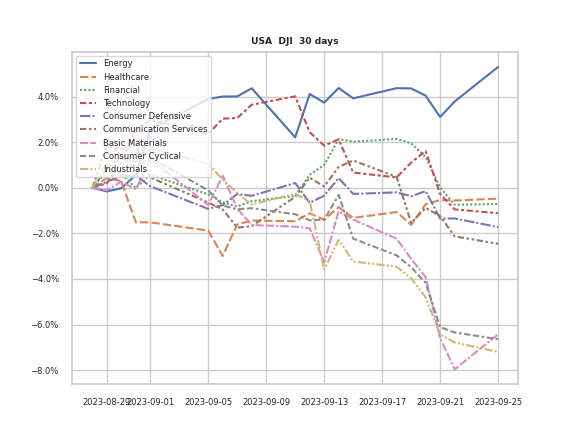 USA  DJI  30 days
Energy
Healthcare
Financial
Technology
Consumer Defensive
Communication Services
Basic Materials
Consumer Cyclical
Industrials
4.0%
2.0%
0.0%
−2.0%
−4.0%
−6.0%
−8.0%
2023-08-29 2023-09-01 2023-09-05 2023-09-09 2023-09-13 2023-09-17 2023-09-21 2023-09-25